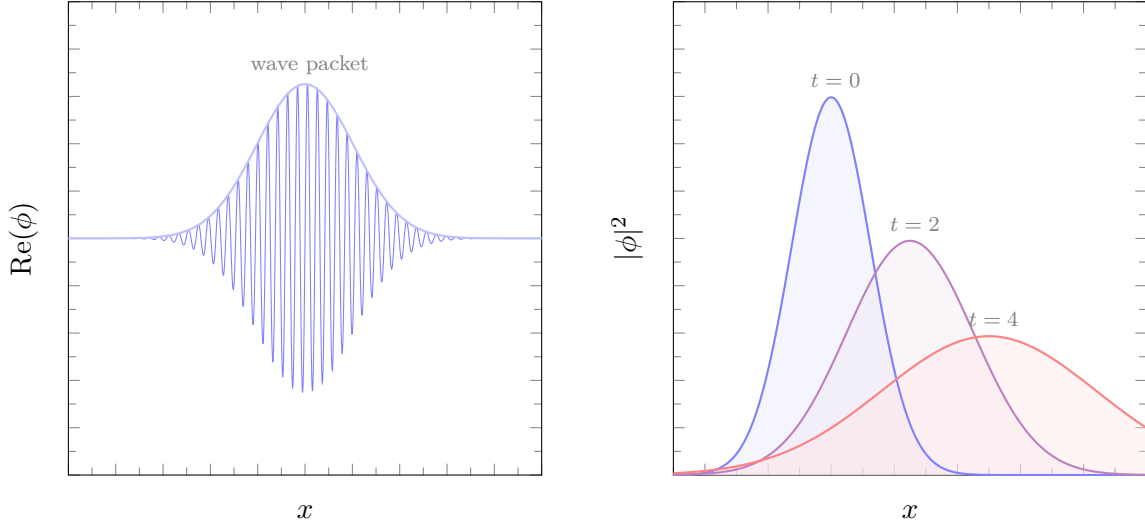 wave packet
Re(ϕ)
x
t = 0
t = 2
t = 4
|ϕ|²
x